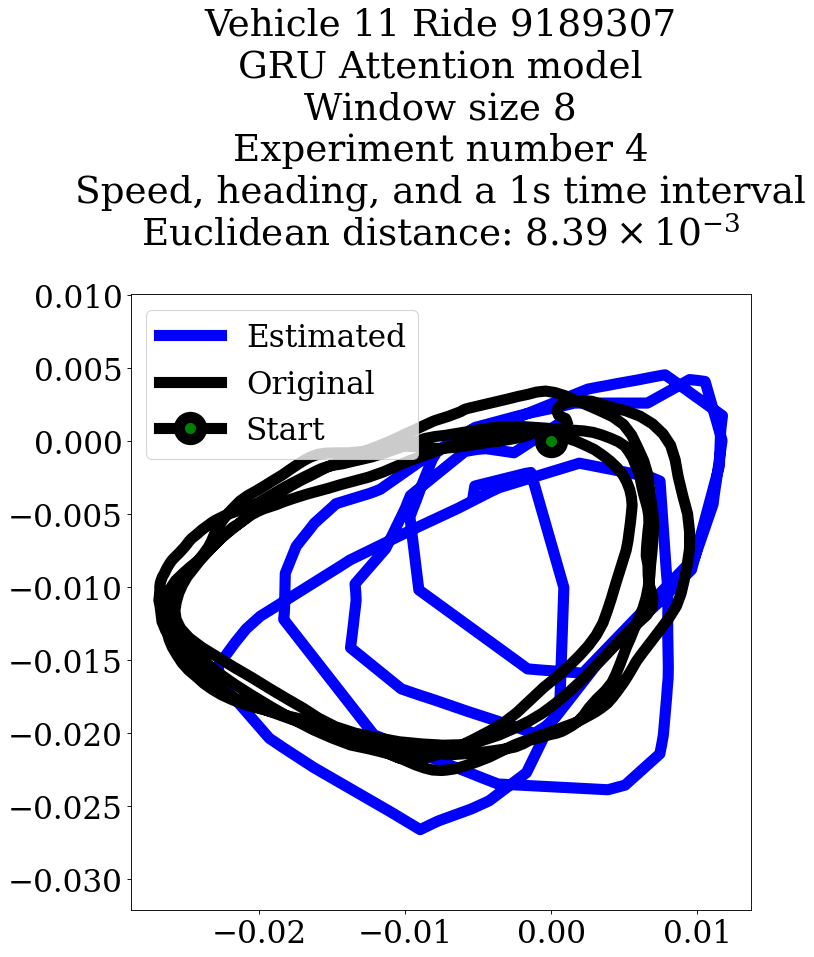 Vehicle 11 Ride 9189307
GRU Attention model
Window size 8
Experiment number 4
Speed, heading, and a 1s time interval
Euclidean distance: 8.39 × 10⁻³
0.010
0.005
0.000
−0.005
−0.010
−0.015
−0.020
−0.025
−0.030
Estimated
Original
Start
−0.02
−0.01
0.00
0.01